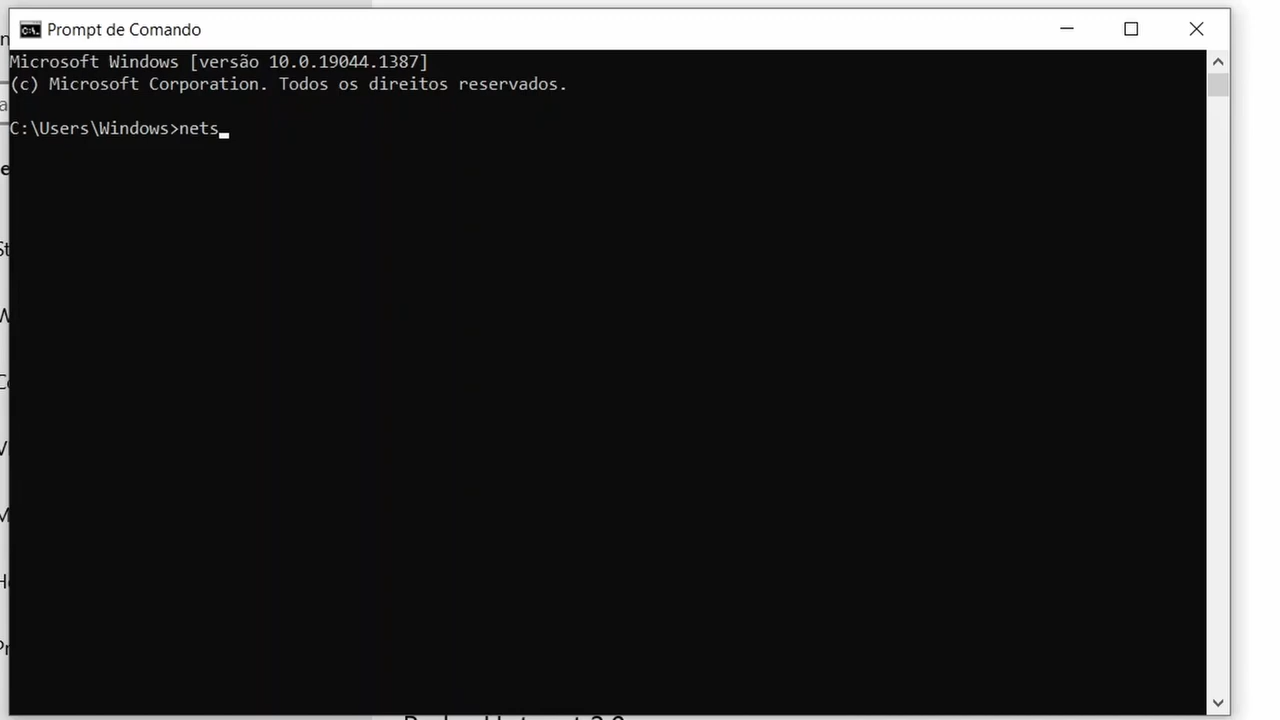 Prompt de Comando
Microsoft Windows [versão 10.0.19044.1387]
(c) Microsoft Corporation. Todos os direitos reservados.
C:\Users\Windows>nets